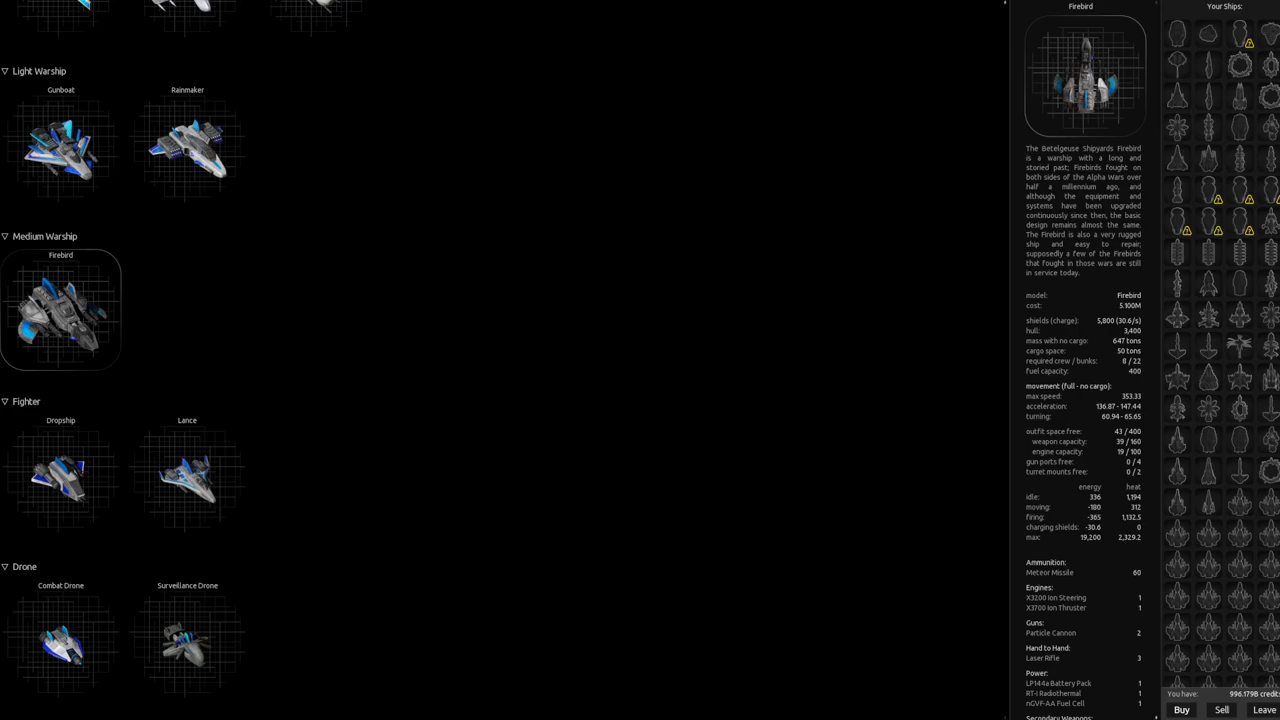 ▽ Light Warship
Gunboat
Rainmaker
▽ Medium Warship
Firebird
▽ Fighter
Dropship
Lance
▽ Drone
Combat Drone
Surveillance Drone
Firebird
The Betelgeuse Shipyards Firebird
is a warship with a long and
storied past; Firebirds fought on
both sides of the Alpha Wars over
half a millennium ago, and
although the equipment and
systems have been upgraded
continuously since then, the basic
design remains almost the same.
The Firebird is also a very rugged
ship and easy to repair;
supposedly a few of the Firebirds
that fought in those wars are still
in service today.
model: Firebird
cost: 5.100M
shields (charge): 5,800 (30.6/s)
hull: 3,400
mass with no cargo: 647 tons
cargo space: 50 tons
required crew / bunks: 8 / 22
fuel capacity: 400
movement (full - no cargo):
max speed: 353.33
acceleration: 136.87 - 147.44
turning: 60.94 - 65.65
outfit space free: 43 / 400
weapon capacity: 39 / 160
engine capacity: 19 / 100
gun ports free: 0 / 4
turret mounts free: 0 / 2
energy heat
idle: 336 1,194
moving: -180 312
firing: -365 1,132.5
charging shields: -30.6 0
max: 19,200 2,329.2
Ammunition:
Meteor Missile 60
Engines:
X3200 Ion Steering 1
X3700 Ion Thruster 1
Guns:
Particle Cannon 2
Hand to Hand:
Laser Rifle 3
Power:
LP144a Battery Pack 1
RT-I Radiothermal 1
nGVF-AA Fuel Cell 1
Secondary Weapons:
Your Ships:
You have: 996.179B credits
Buy Sell Leave